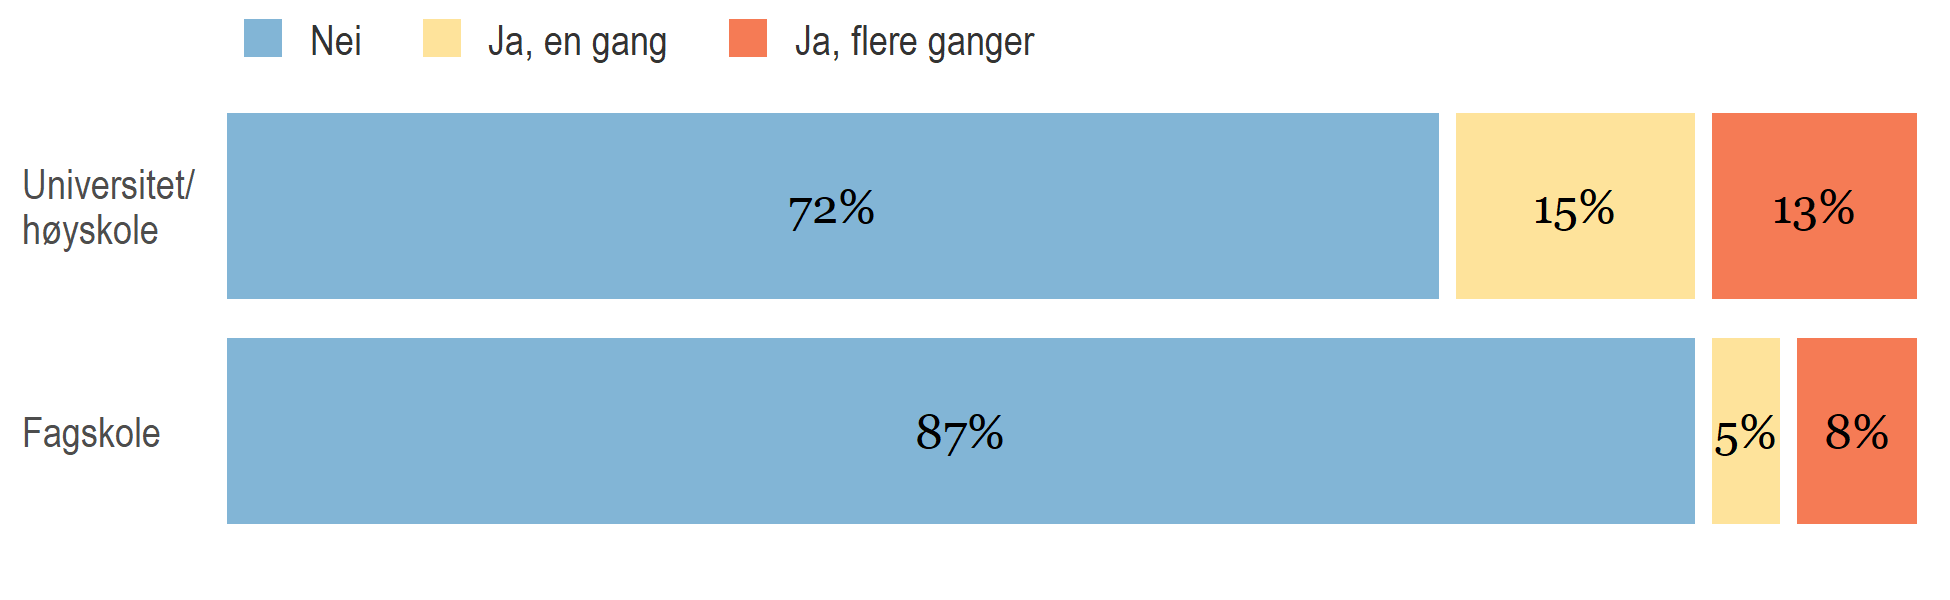 Nei Ja, en gang Ja, flere ganger
Universitet/
høyskole
72% 15% 13%
Fagskole 87% 5% 8%